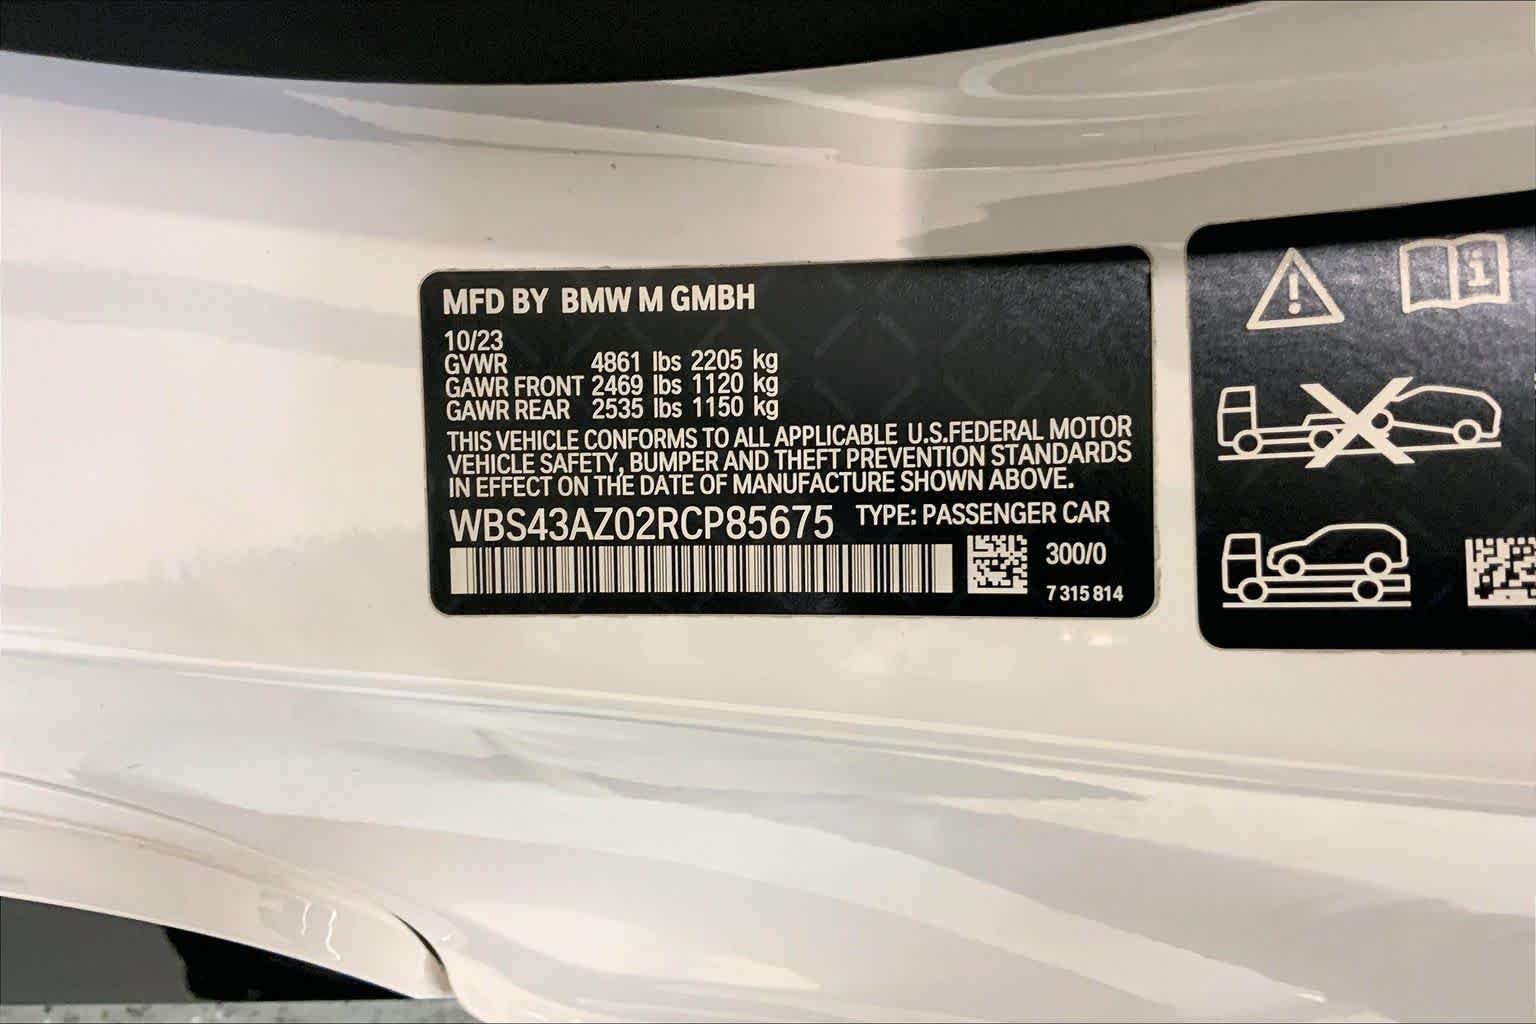 MFD BY BMW M GMBH
10/23
GVWR 4861 lbs 2205 kg
GAWR FRONT 2469 lbs 1120 kg
GAWR REAR 2535 lbs 1150 kg
THIS VEHICLE CONFORMS TO ALL APPLICABLE U.S.FEDERAL MOTOR
VEHICLE SAFETY, BUMPER AND THEFT PREVENTION STANDARDS
IN EFFECT ON THE DATE OF MANUFACTURE SHOWN ABOVE.
WBS43AZ02RCP85675 TYPE: PASSENGER CAR
300/0
7 315 814